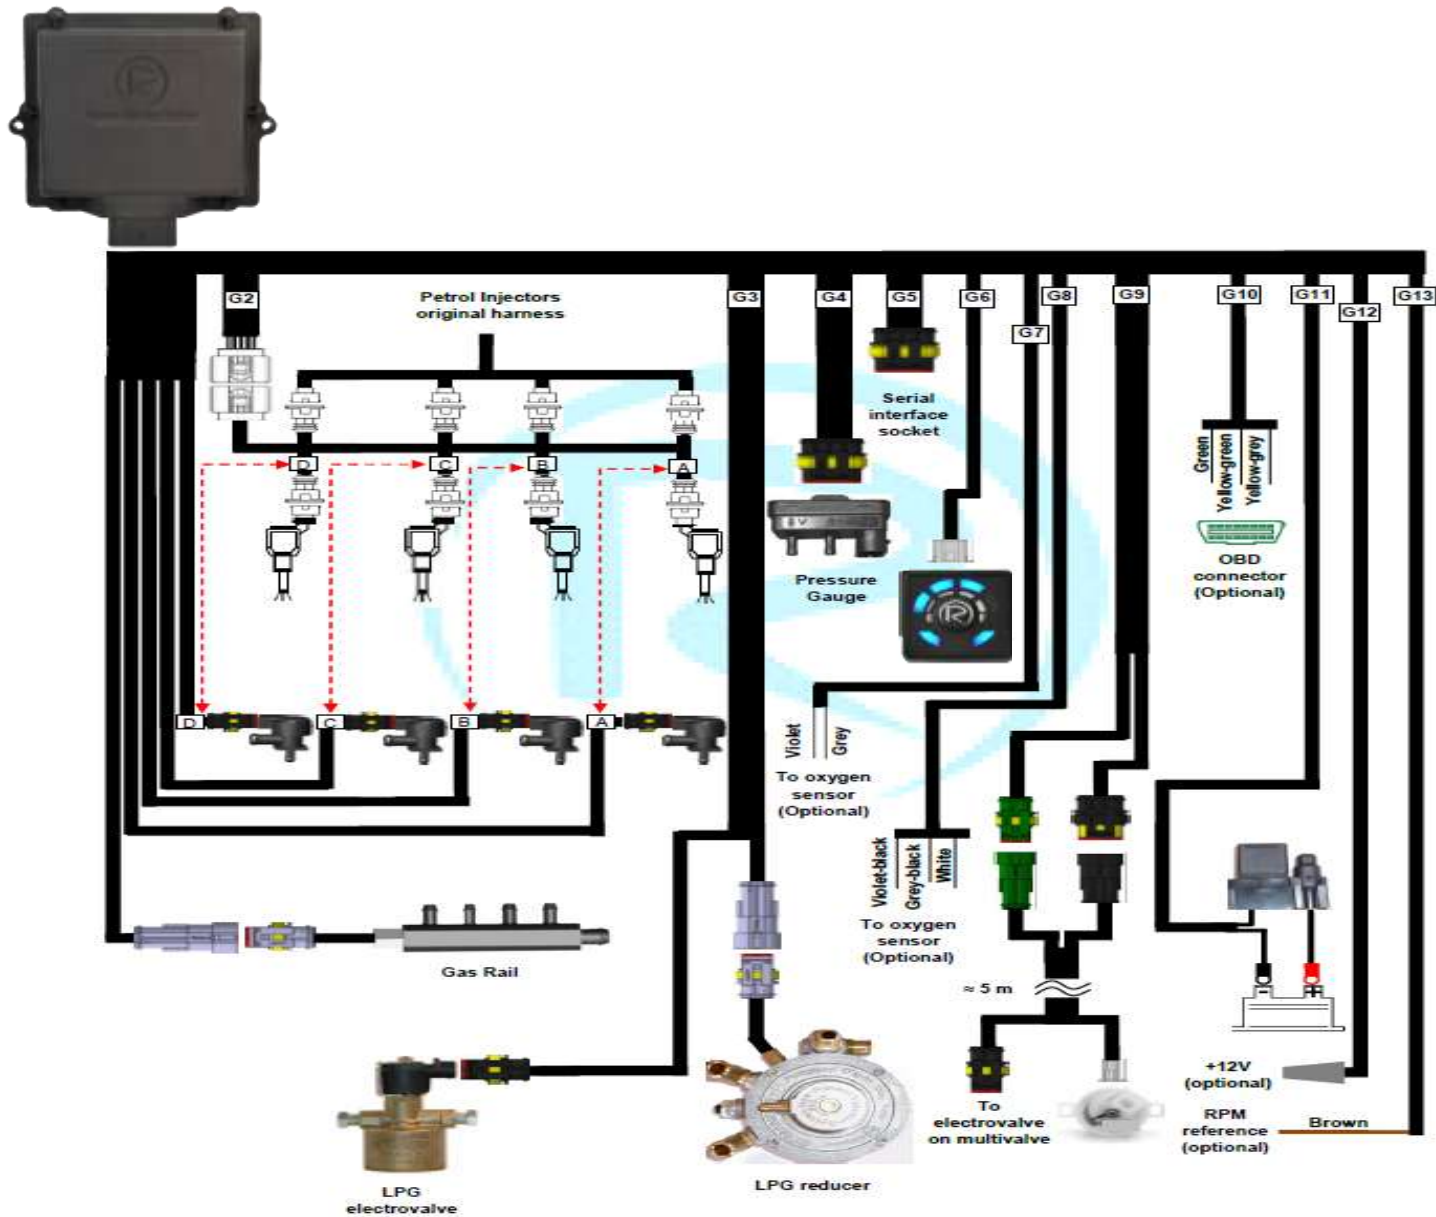 G2
Petrol Injectors
original harness
G3
G4
G5
G6
G7
G8
G9
G10
G11
G12
G13
Serial
interface
socket
D
C
B
A
Green
Yellow-green
Yellow-grey
OBD
connector
(Optional)
Pressure
Gauge
D
C
B
A
Violet
Grey
To oxygen
sensor
(Optional)
Violet-black
Grey-black
White
To oxygen
sensor
(Optional)
Gas Rail
≈ 5 m
-
+
+12V
(optional)
To
electrovalve
on multivalve
RPM
reference
(optional)
Brown
LPG reducer
LPG
electrovalve